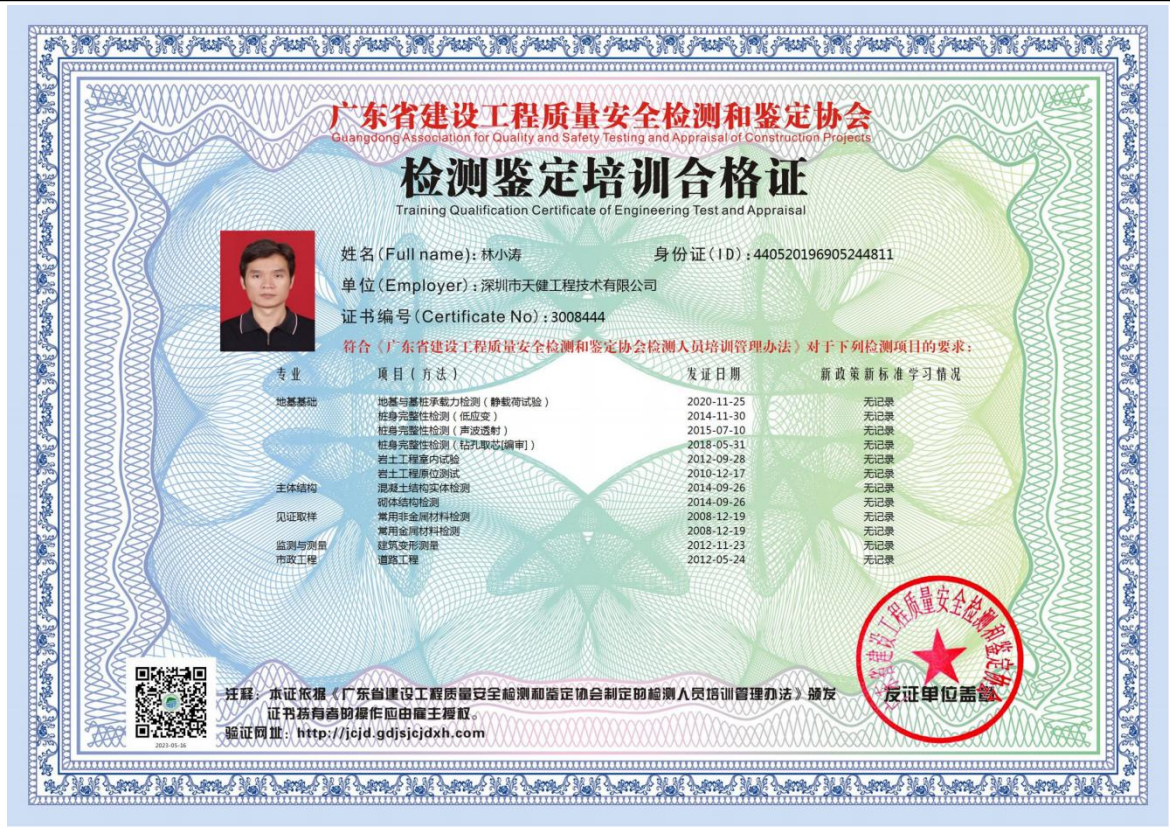 广东省建设工程质量安全检测和鉴定协会
Guangdong Association for Quality and Safety Testing and Appraisal of Construction Projects
检测鉴定培训合格证
Training Qualification Certificate of Engineering Test and Appraisal
姓名(Full name):林小涛 身份证(ID):440520196905244811
单位(Employer):深圳市天健工程技术有限公司
证书编号(Certificate No):3008444
符合《广东省建设工程质量安全检测和鉴定协会检测人员培训管理办法》对于下列检测项目的要求:
专业 项目(方法) 发证日期 新政策新标准学习情况
地基基础 地基与基桩承载力检测(静载荷试验) 2020-11-25 无记录
桩身完整性检测(低应变) 2014-11-30 无记录
桩身完整性检测(声波透射) 2015-07-10 无记录
桩身完整性检测(钻孔取芯[编审]) 2018-05-31 无记录
岩土工程室内试验 2012-09-28 无记录
岩土工程原位测试 2010-12-17 无记录
主体结构 混凝土结构实体检测 2014-09-26 无记录
砌体结构检测 2014-09-26 无记录
见证取样 常用非金属材料检测 2008-12-19 无记录
常用金属材料检测 2008-12-19 无记录
监测与测量 建筑变形测量 2012-11-23 无记录
市政工程 道路工程 2012-05-24 无记录
广东省建设工程质量安全检测和鉴定协会
注释:本证依据《广东省建设工程质量安全检测和鉴定协会制定的检测人员培训管理办法》颁发
发证单位盖章
证书持有者的操作应由雇主授权。
验证网址:http://jcjd.gdjsjcjdxh.com
2023-05-16